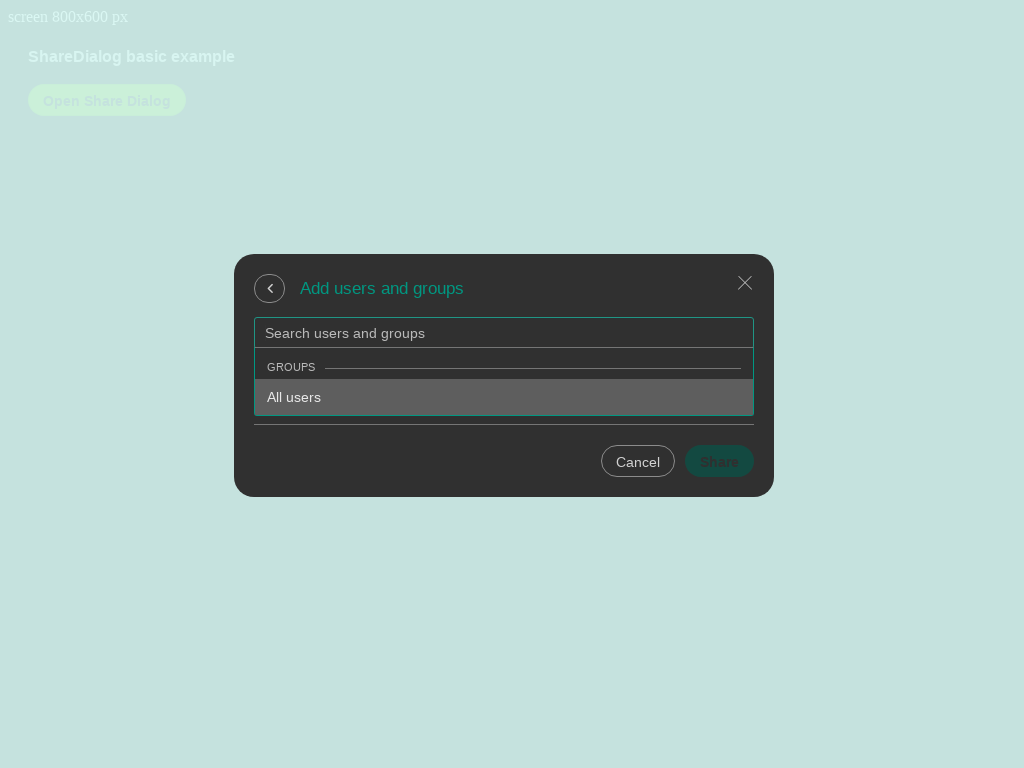 screen 800x600 px
ShareDialog basic example
Open Share Dialog
Add users and groups
Search users and groups
GROUPS
All users
Cancel
Share